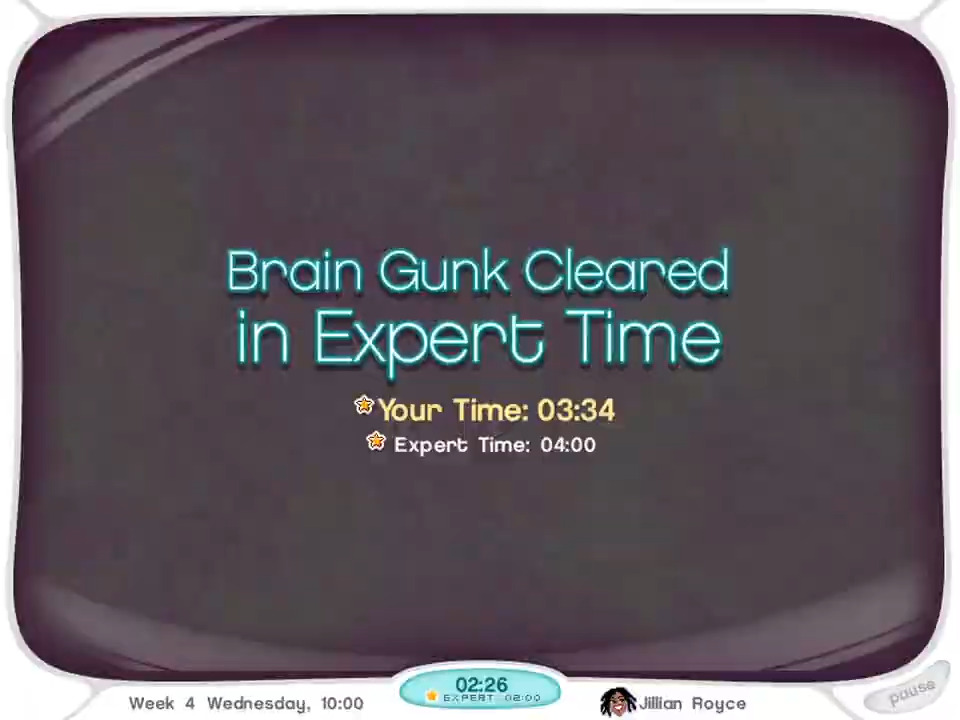 Brain Gunk Cleared
in Expert Time
Your Time: 03:34
Expert Time: 04:00
02:26
EXPERT 02:00
Week 4 Wednesday, 10:00
Jillian Royce
pause